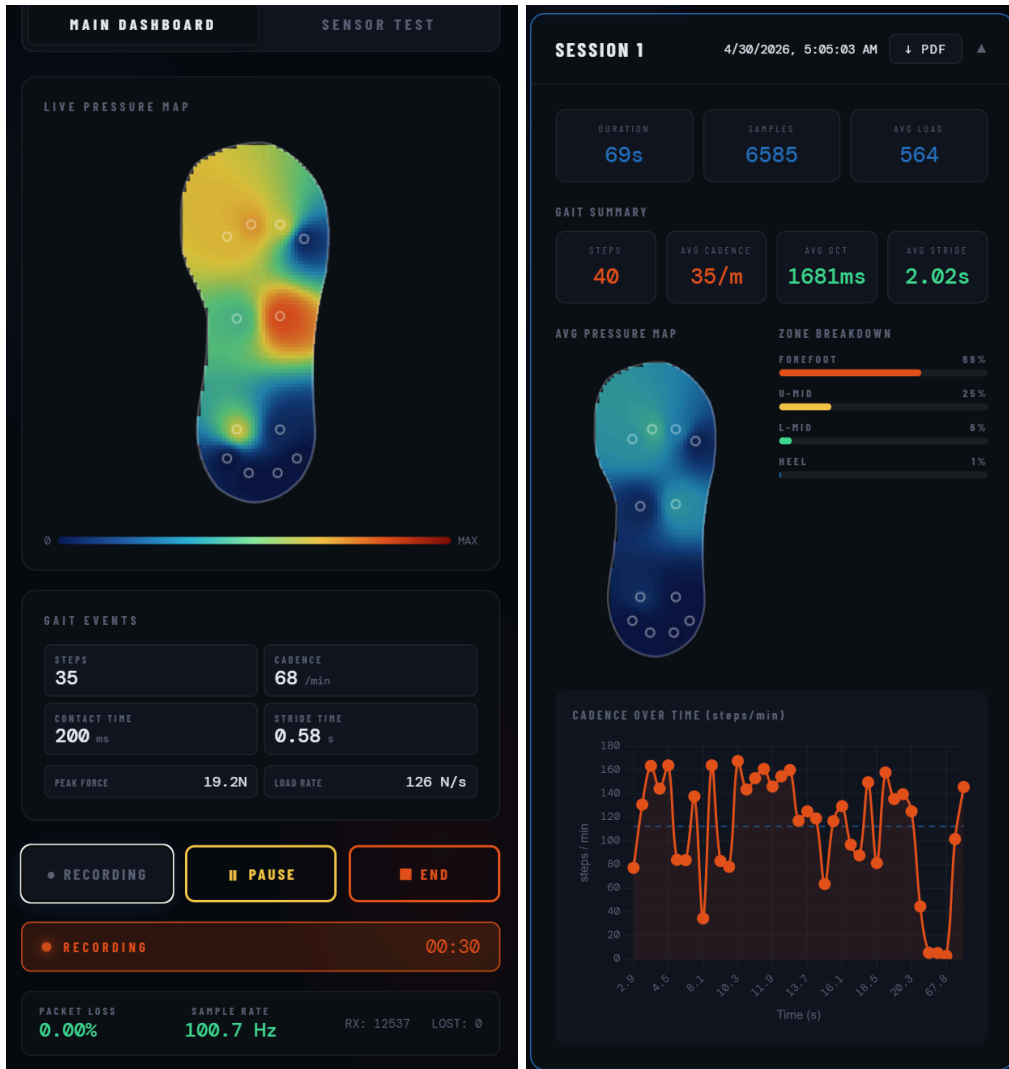 MAIN DASHBOARD
SENSOR TEST
LIVE PRESSURE MAP
0
MAX
GAIT EVENTS
STEPS
35
CADENCE
68 /min
CONTACT TIME
200 ms
STRIDE TIME
0.58 s
PEAK FORCE 19.2N
LOAD RATE 126 N/s
● RECORDING
⏸ PAUSE
■ END
● RECORDING 00:30
PACKET LOSS
0.00%
SAMPLE RATE
100.7 Hz
RX: 12537 LOST: 0
SESSION 1
4/30/2026, 5:05:03 AM
↓ PDF
▲
DURATION
69s
SAMPLES
6585
AVG LOAD
564
GAIT SUMMARY
STEPS
40
AVG CADENCE
35/m
AVG GCT
1681ms
AVG STRIDE
2.02s
AVG PRESSURE MAP
ZONE BREAKDOWN
FOREFOOT 68%
U-MID 25%
L-MID 6%
HEEL 1%
CADENCE OVER TIME (steps/min)
steps / min
180
160
140
120
100
80
60
40
20
0
2.9
4.5
8.1
10.3
11.9
13.7
16.1
18.5
20.3
67.8
Time (s)